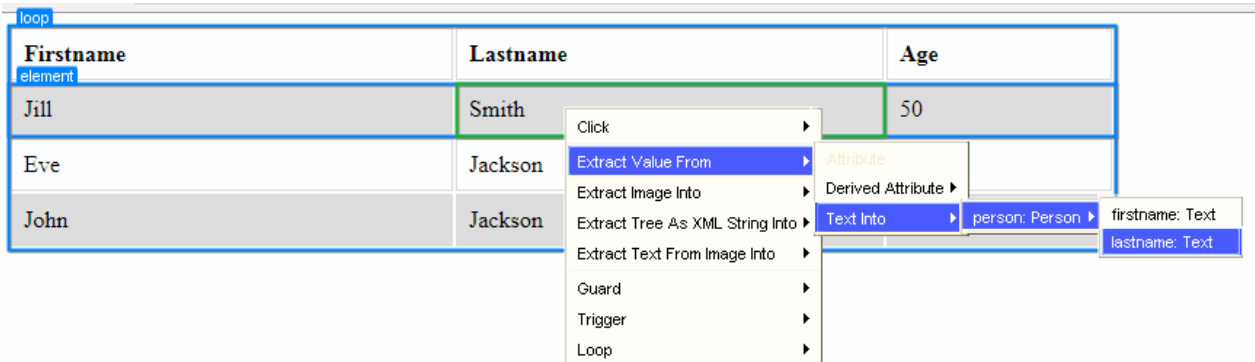 loop
Firstname Lastname Age
element
Jill Smith 50
Click
Eve Jackson
Extract Value From Attribute
Extract Image Into Derived Attribute
John Jackson
Extract Tree As XML String Into Text Into person: Person firstname: Text
lastname: Text
Extract Text From Image Into
Guard
Trigger
Loop